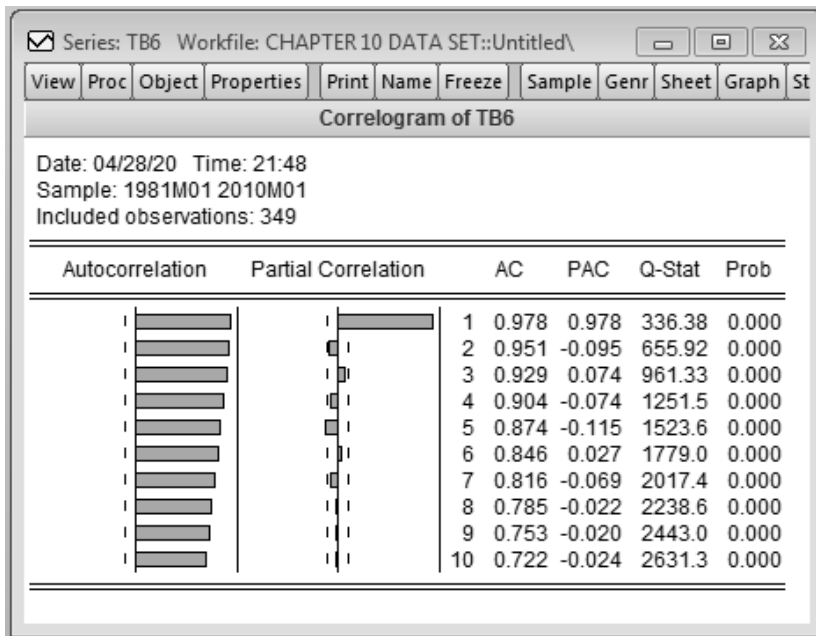 Series: TB6 Workfile: CHAPTER 10 DATA SET::Untitled\
View Proc Object Properties Print Name Freeze Sample Genr Sheet Graph St
Correlogram of TB6
Date: 04/28/20 Time: 21:48
Sample: 1981M01 2010M01
Included observations: 349
Autocorrelation Partial Correlation AC PAC Q-Stat Prob
1 0.978 0.978 336.38 0.000
2 0.951 -0.095 655.92 0.000
3 0.929 0.074 961.33 0.000
4 0.904 -0.074 1251.5 0.000
5 0.874 -0.115 1523.6 0.000
6 0.846 0.027 1779.0 0.000
7 0.816 -0.069 2017.4 0.000
8 0.785 -0.022 2238.6 0.000
9 0.753 -0.020 2443.0 0.000
10 0.722 -0.024 2631.3 0.000